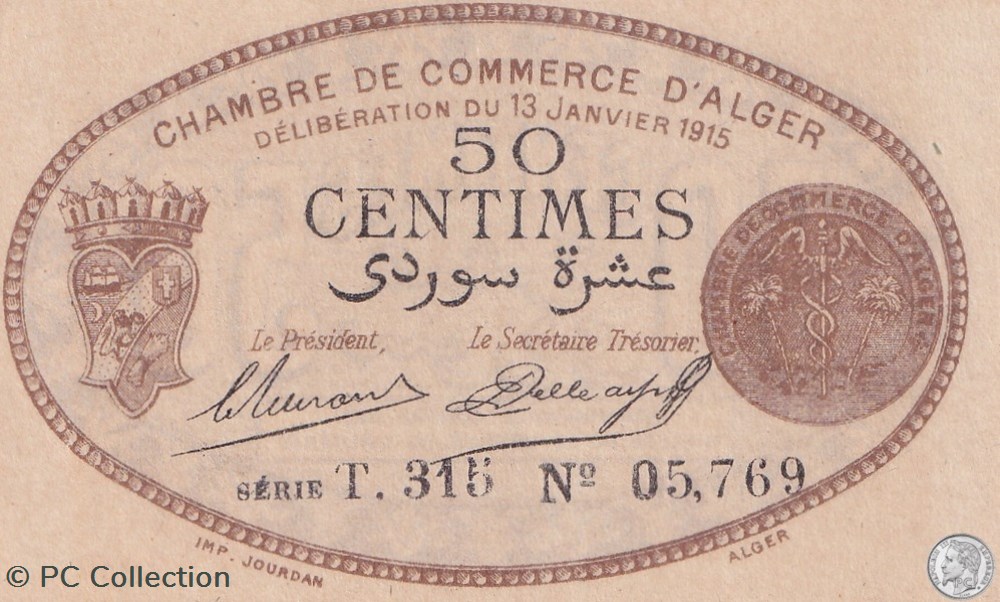 CHAMBRE DE COMMERCE D'ALGER
DÉLIBÉRATION DU 13 JANVIER 1915
50
CENTIMES
عشرة سوردى
Le Président,
Le Secrétaire Trésorier,
CHAMBRE DE COMMERCE D'ALGER
SÉRIE T. 315 Nº 05,769
IMP. JOURDAN
ALGER
© PC Collection